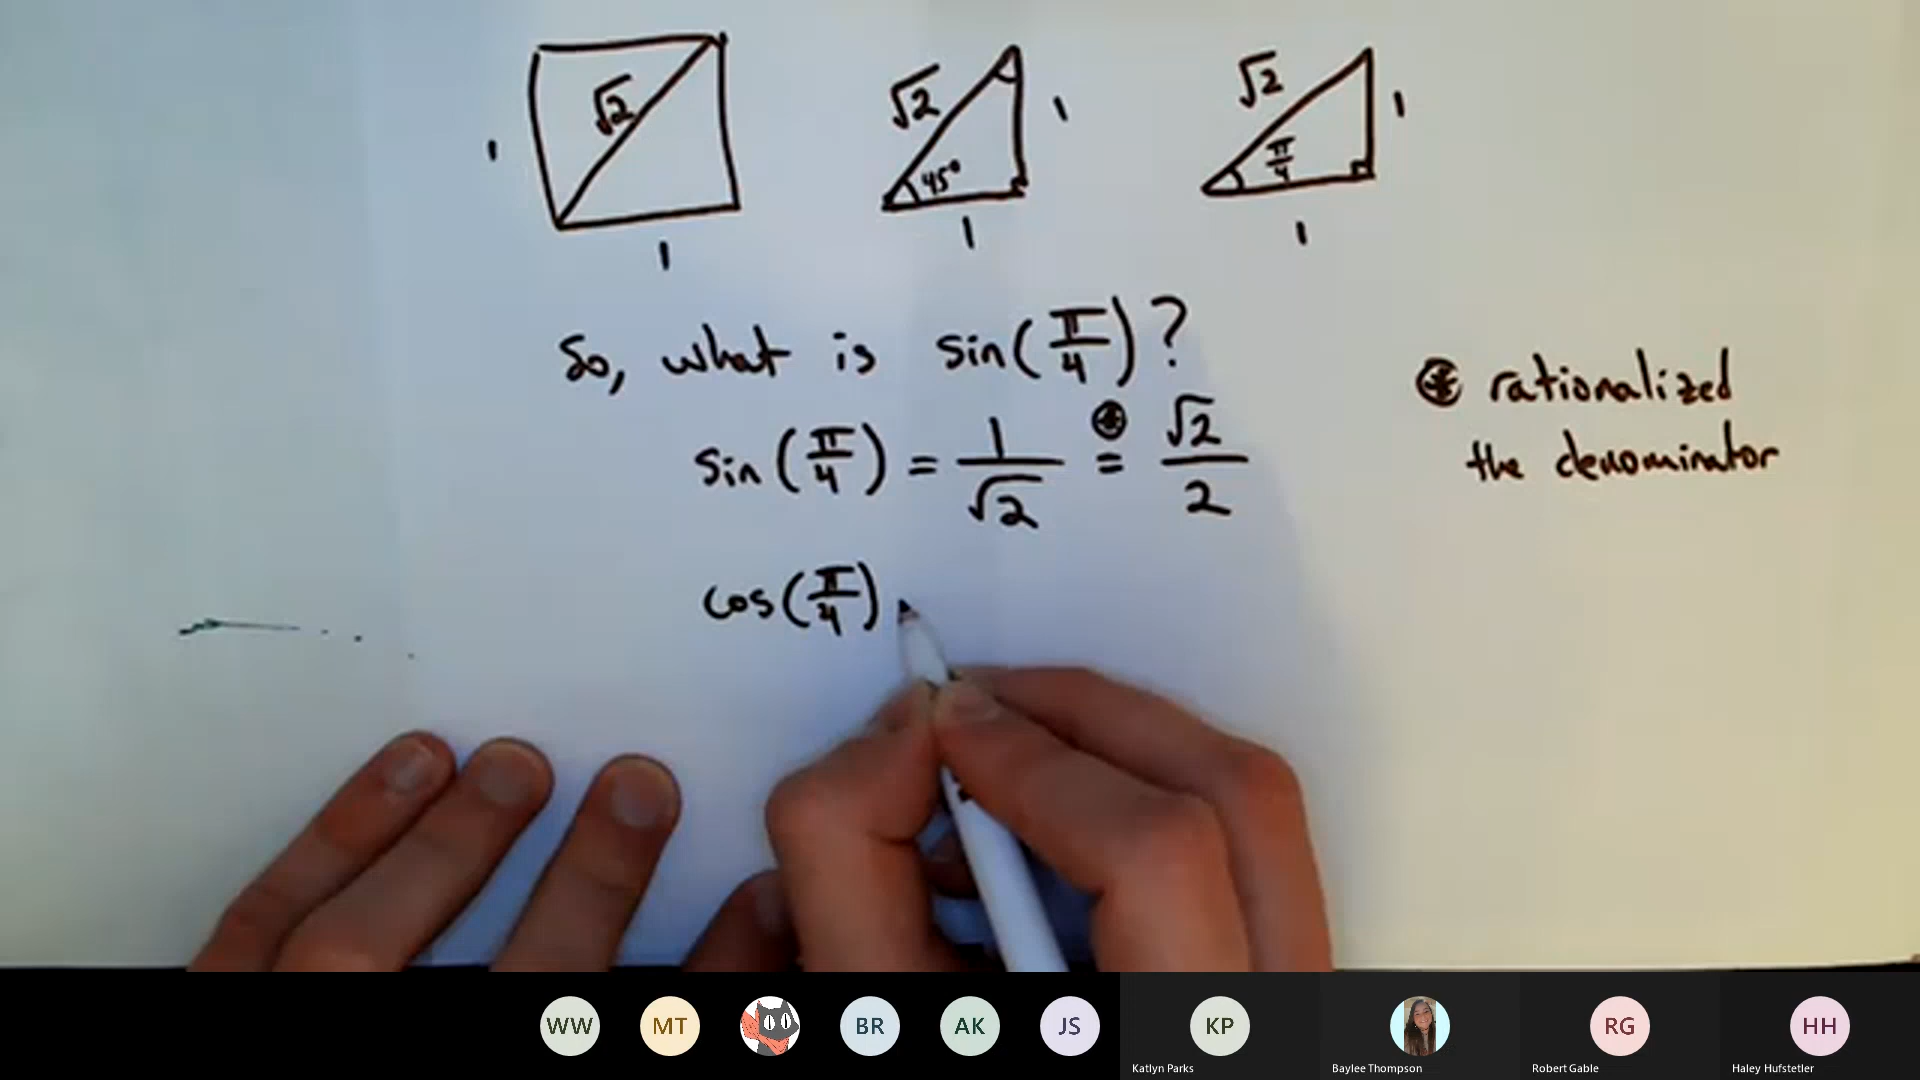 √2
1
1
√2
45°
1
1
√2
π/4
1
1
So, what is sin(π/4)?
sin(π/4) = 1/√2 ⊛= √2/2
⊛ rationalized
the denominator
cos(π/4)
WW
MT
BR
AK
JS
KP
RG
HH
Katlyn Parks
Baylee Thompson
Robert Gable
Haley Hufstetler